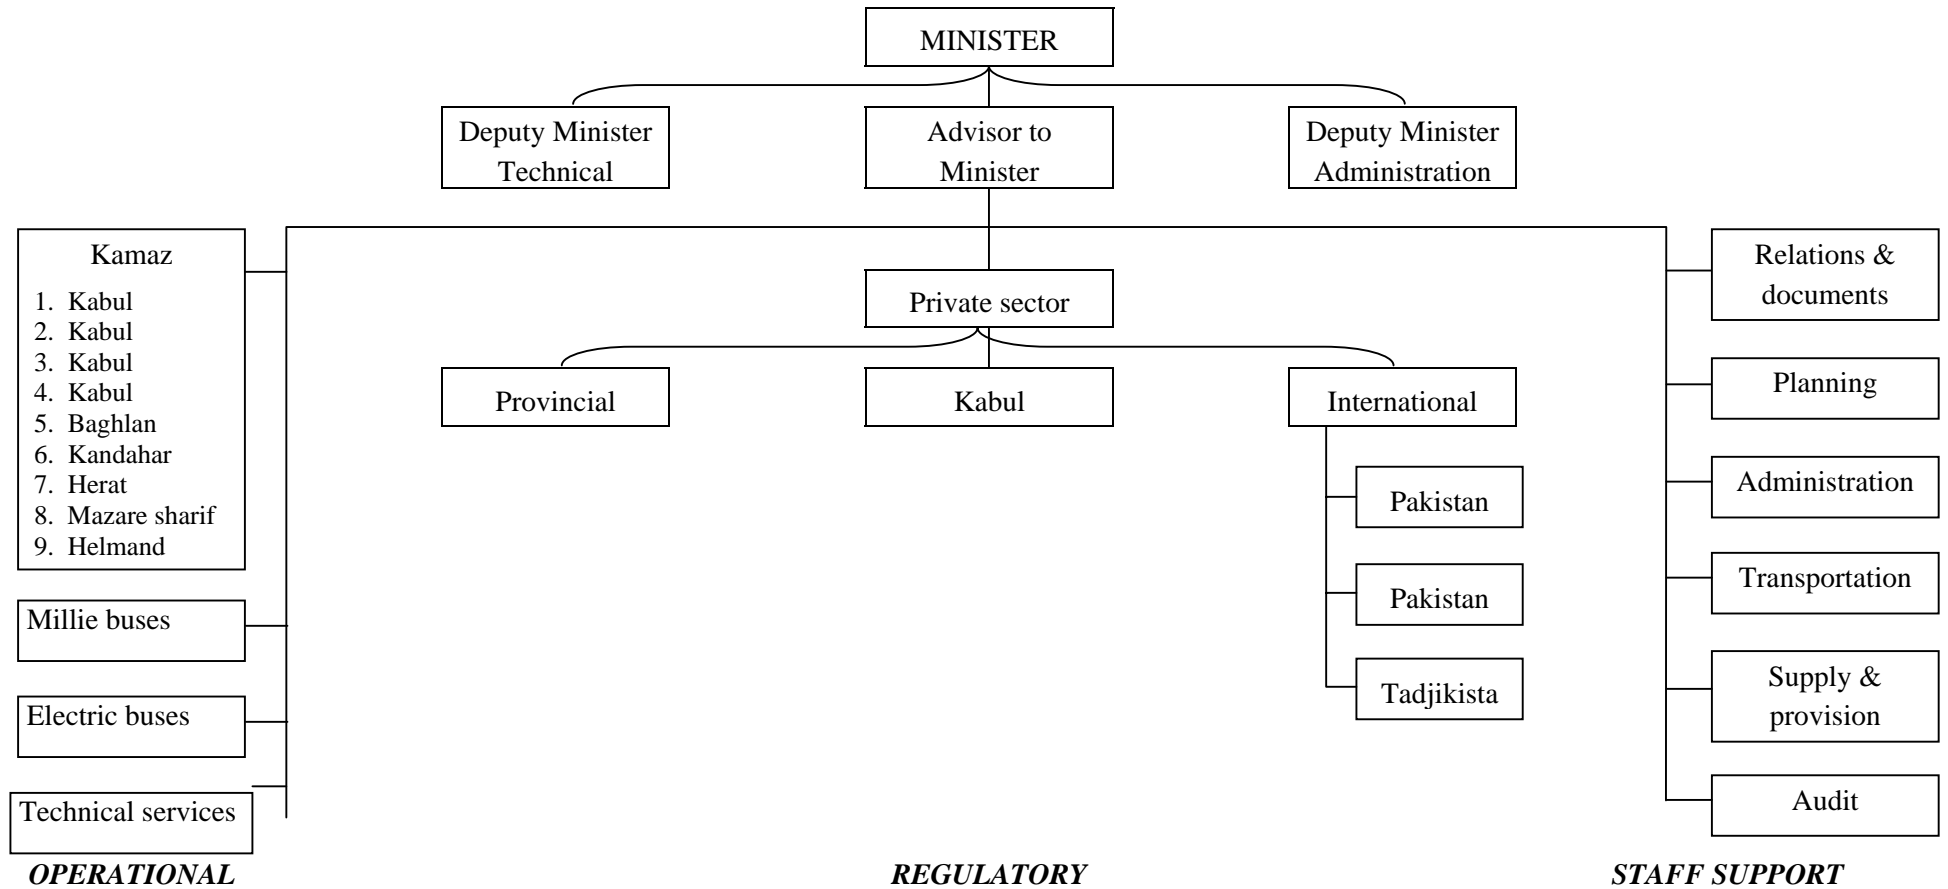 MINISTER
Deputy Minister
Technical
Advisor to
Minister
Deputy Minister
Administration
Kamaz
1. Kabul
2. Kabul
3. Kabul
4. Kabul
5. Baghlan
6. Kandahar
7. Herat
8. Mazare sharif
9. Helmand
Millie buses
Electric buses
Technical services
OPERATIONAL
Private sector
Provincial
Kabul
International
Pakistan
Pakistan
Tadjikista
REGULATORY
Relations &
documents
Planning
Administration
Transportation
Supply &
provision
Audit
STAFF SUPPORT